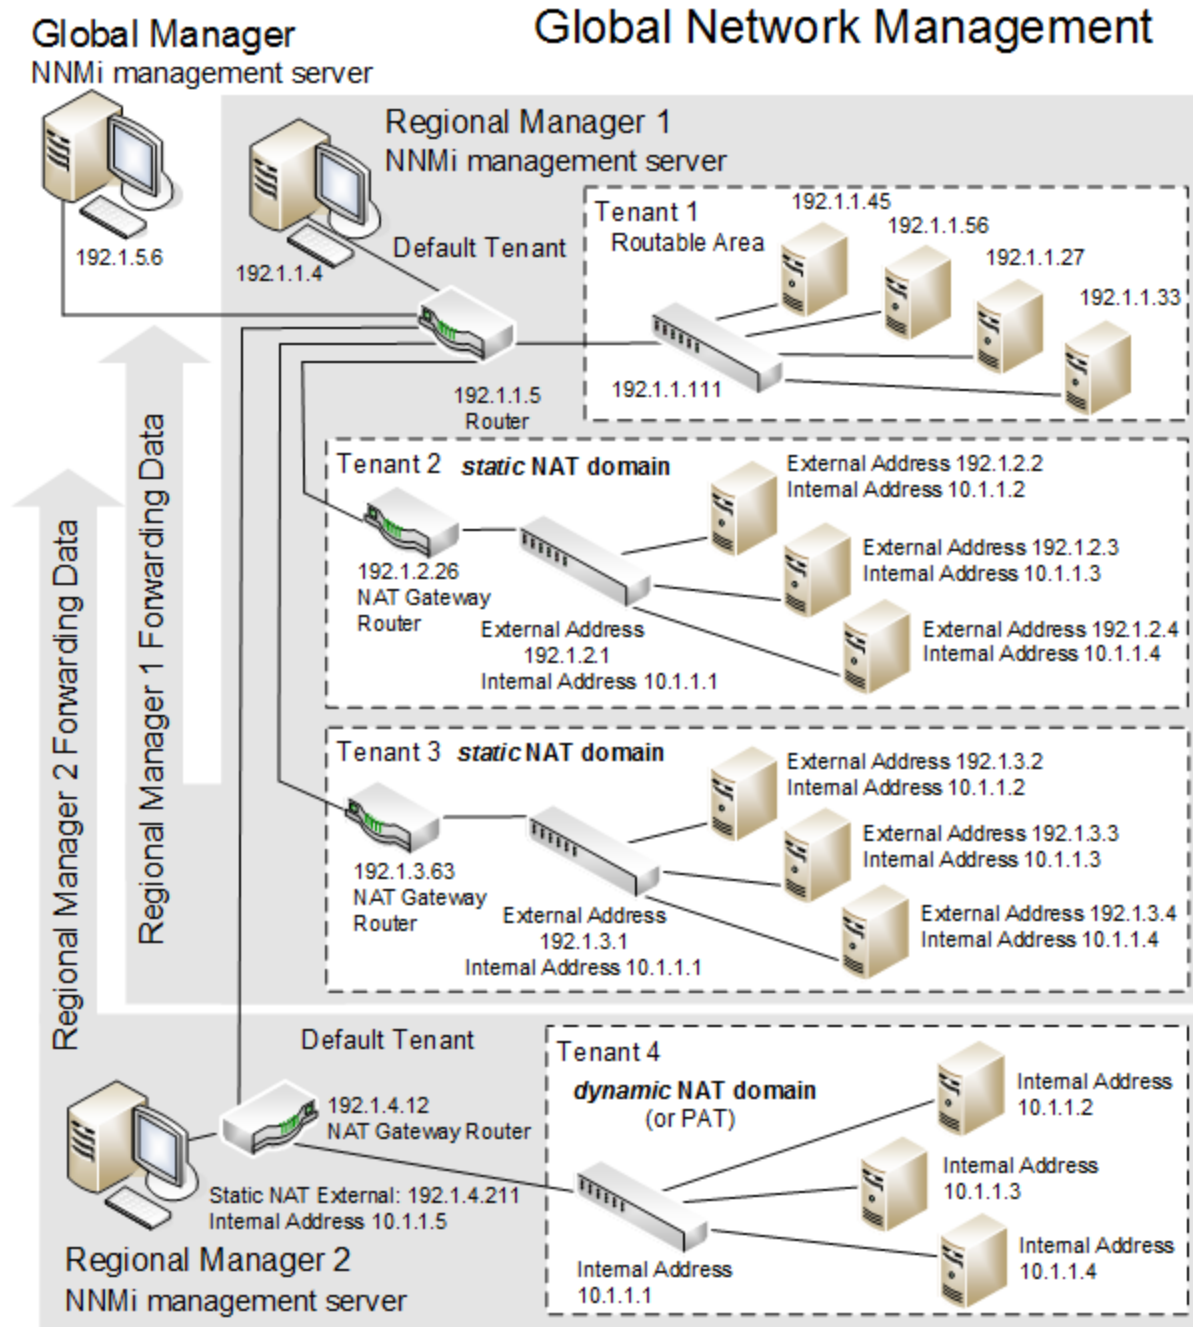 Global Network Management
Global Manager
NNMi management server
192.1.5.6
Regional Manager 1
NNMi management server
192.1.1.4
Default Tenant
192.1.1.5
Router
Tenant 1
Routable Area
192.1.1.45
192.1.1.56
192.1.1.27
192.1.1.33
192.1.1.111
Tenant 2 static NAT domain
192.1.2.26
NAT Gateway
Router
External Address
192.1.2.1
Internal Address 10.1.1.1
External Address 192.1.2.2
Internal Address 10.1.1.2
External Address 192.1.2.3
Internal Address 10.1.1.3
External Address 192.1.2.4
Internal Address 10.1.1.4
Tenant 3 static NAT domain
192.1.3.63
NAT Gateway
Router
External Address
192.1.3.1
Internal Address 10.1.1.1
External Address 192.1.3.2
Internal Address 10.1.1.2
External Address 192.1.3.3
Internal Address 10.1.1.3
External Address 192.1.3.4
Internal Address 10.1.1.4
Regional Manager 1 Forwarding Data
Regional Manager 2 Forwarding Data
Default Tenant
192.1.4.12
NAT Gateway Router
Static NAT External: 192.1.4.211
Internal Address 10.1.1.5
Regional Manager 2
NNMi management server
Tenant 4
dynamic NAT domain
(or PAT)
Internal Address
10.1.1.1
Internal Address
10.1.1.2
Internal Address
10.1.1.3
Internal Address
10.1.1.4